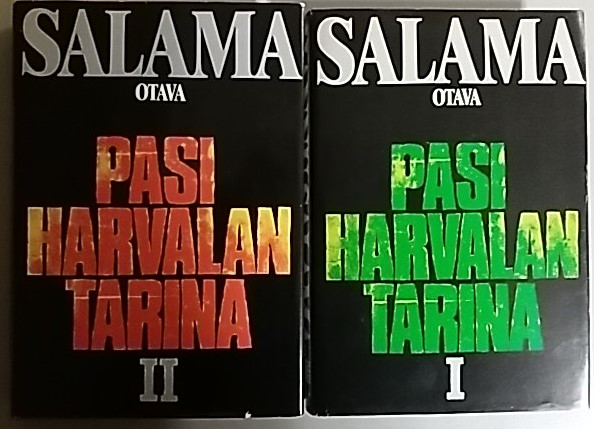 SALAMA
OTAVA
PASI
HARVALAN
TARINA
II
SALAMA
OTAVA
PASI
HARVALAN
TARINA
I